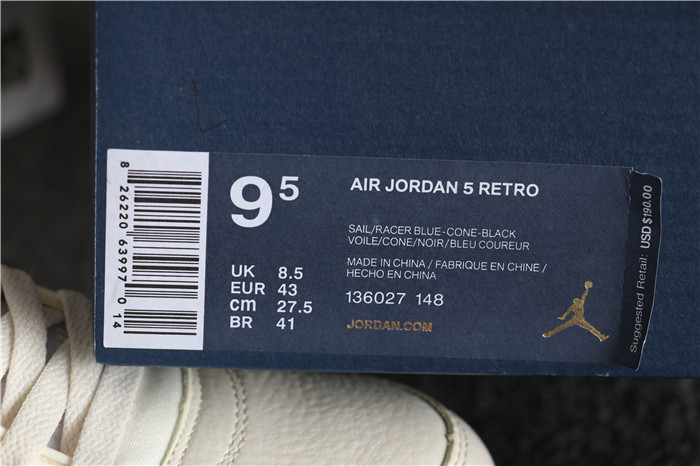 8 26220 63997 0 14
9 5
AIR JORDAN 5 RETRO
SAIL/RACER BLUE-CONE-BLACK
VOILE/CONE/NOIR/BLEU COUREUR
UK 8.5
EUR 43
cm 27.5
BR 41
MADE IN CHINA / FABRIQUE EN CHINE /
HECHO EN CHINA
136027 148
JORDAN.COM
Suggested Retail: USD $190.00